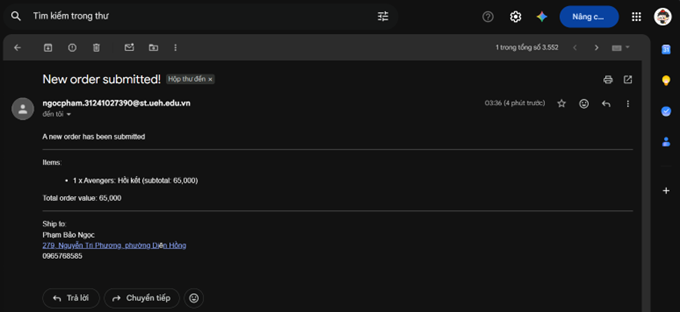 Tìm kiếm trong thư
Nâng c...
1 trong tổng số 3.552
New order submitted! Hộp thư đến ×
ngocpham.31241027390@st.ueh.edu.vn
03:36 (4 phút trước)
đến tôi
A new order has been submitted
Items:
• 1 x Avengers: Hồi kết (subtotal: 65,000)
Total order value: 65,000
Ship to:
Phạm Bảo Ngọc
279, Nguyễn Tri Phương, phường Diên Hồng
0965768585
Trả lời
Chuyển tiếp